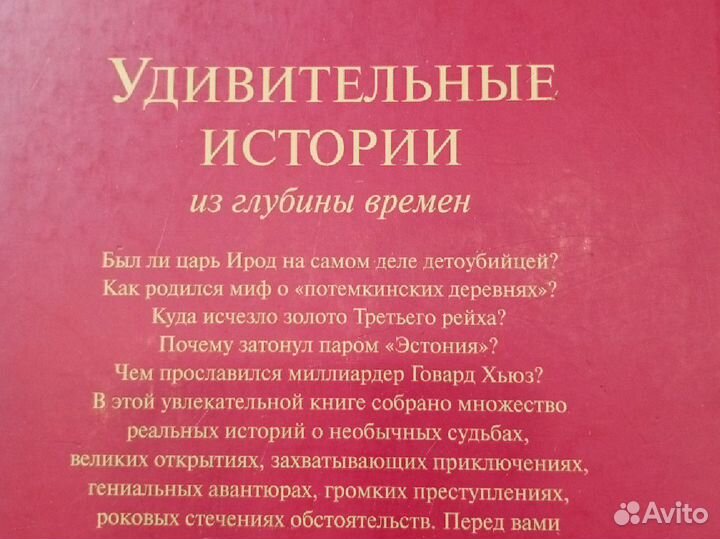 Удивительные
истории
из глубины времен
Был ли царь Ирод на самом деле детоубийцей?
Как родился миф о «потемкинских деревнях»?
Куда исчезло золото Третьего рейха?
Почему затонул паром «Эстония»?
Чем прославился миллиардер Говард Хьюз?
В этой увлекательной книге собрано множество
реальных историй о необычных судьбах,
великих открытиях, захватывающих приключениях,
гениальных авантюрах, громких преступлениях,
роковых стечениях обстоятельств. Перед вами
Avito